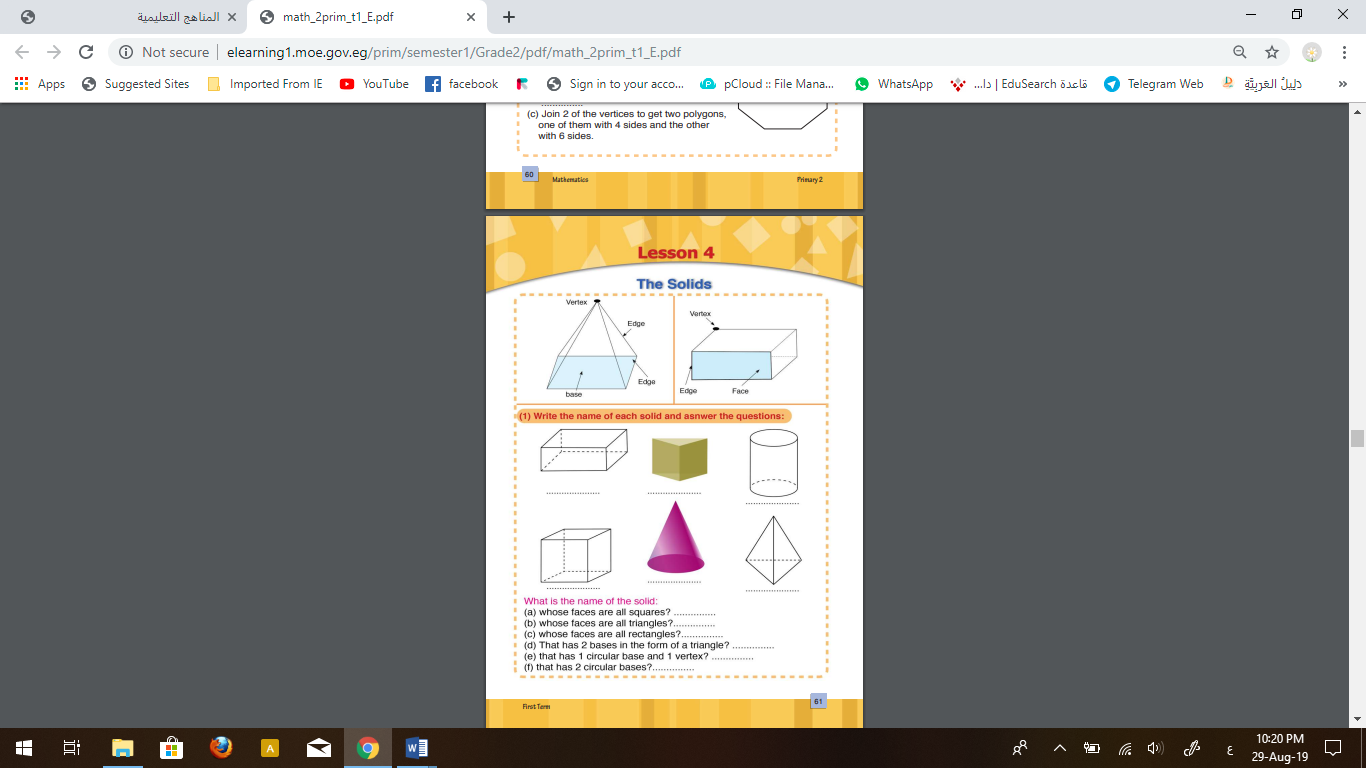 المناهج التعليمية
math_2prim_t1_E.pdf
Not secure | elearning1.moe.gov.eg/prim/semester1/Grade2/pdf/math_2prim_t1_E.pdf
Apps Suggested Sites Imported From IE YouTube facebook Sign in to your acco... pCloud :: File Mana... WhatsApp قاعدة EduSearch | دا... Telegram Web دَلِيلُ العَرَبِيَّةِ »
(c) Join 2 of the vertices to get two polygons,
one of them with 4 sides and the other
with 6 sides.
60 Mathematics Primary 2
Lesson 4
The Solids
Vertex
Edge
Edge
base
Vertex
Edge
Face
(1) Write the name of each solid and asnwer the questions:
What is the name of the solid:
(a) whose faces are all squares? ...............
(b) whose faces are all triangles?...............
(c) whose faces are all rectangles?...............
(d) That has 2 bases in the form of a triangle? ...............
(e) that has 1 circular base and 1 vertex? ...............
(f) that has 2 circular bases?...............
First Term 61
A
W
ع
10:20 PM
29-Aug-19